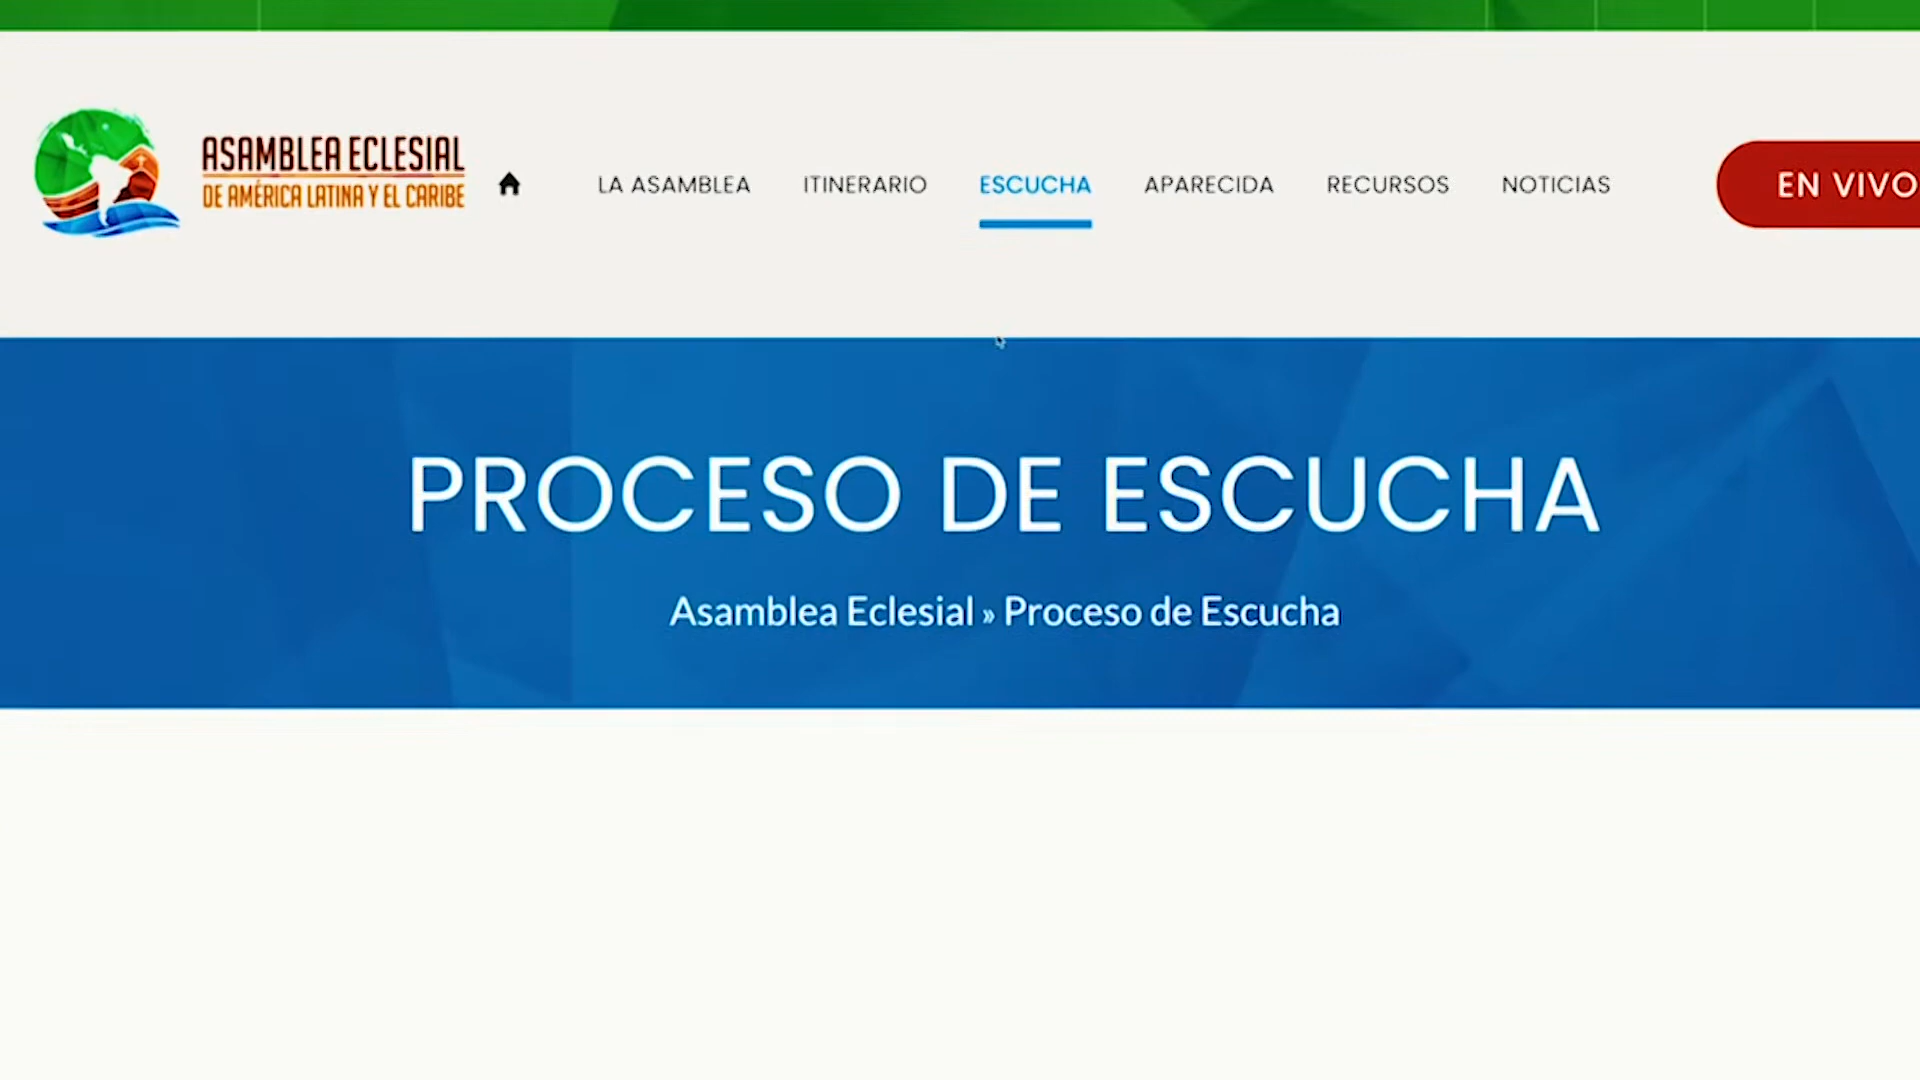 ASAMBLEA ECLESIAL
DE AMÉRICA LATINA Y EL CARIBE
LA ASAMBLEA
ITINERARIO
ESCUCHA
APARECIDA
RECURSOS
NOTICIAS
EN VIVO
PROCESO DE ESCUCHA
Asamblea Eclesial » Proceso de Escucha